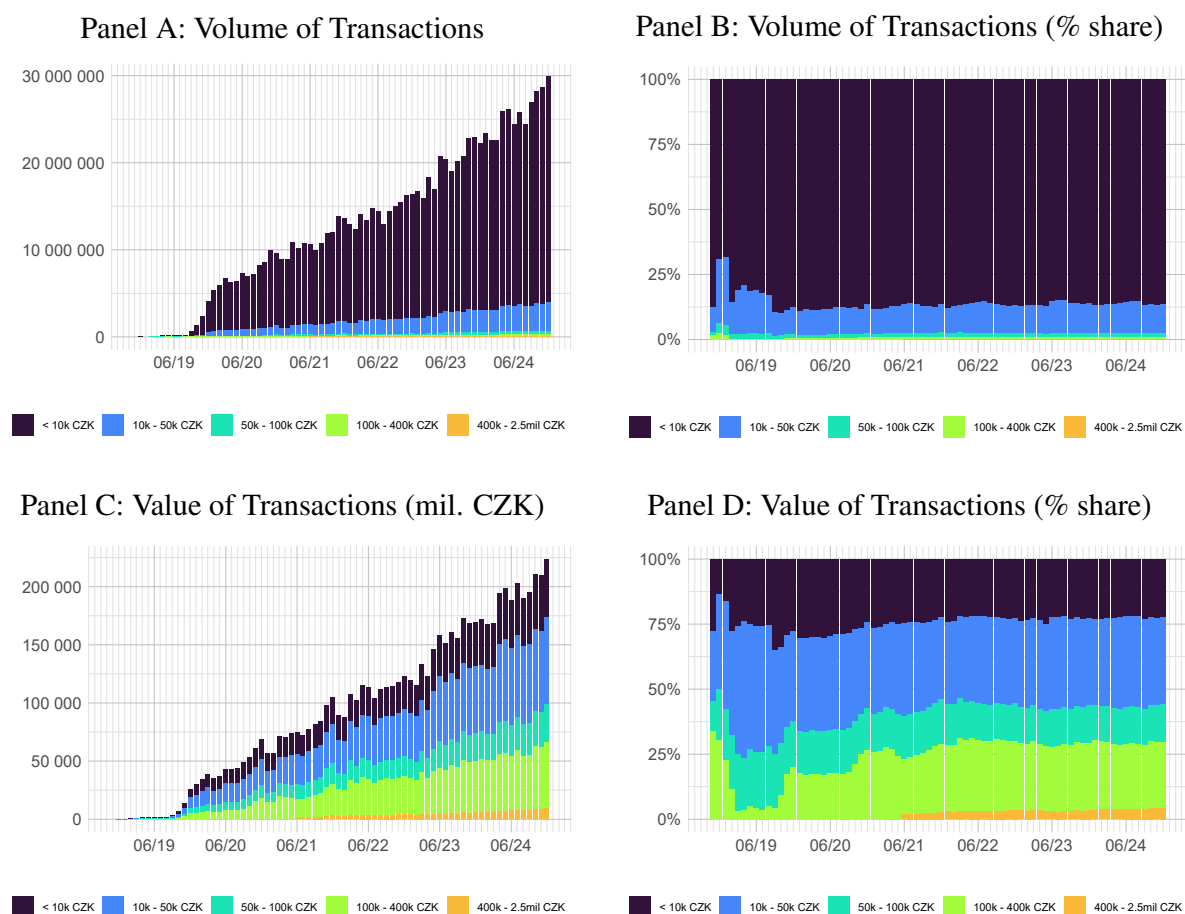 Panel A: Volume of Transactions
30 000 000
20 000 000
10 000 000
0
06/19 06/20 06/21 06/22 06/23 06/24
< 10k CZK 10k - 50k CZK 50k - 100k CZK 100k - 400k CZK 400k - 2.5mil CZK
Panel B: Volume of Transactions (% share)
100%
75%
50%
25%
0%
06/19 06/20 06/21 06/22 06/23 06/24
< 10k CZK 10k - 50k CZK 50k - 100k CZK 100k - 400k CZK 400k - 2.5mil CZK
Panel C: Value of Transactions (mil. CZK)
200 000
150 000
100 000
50 000
0
06/19 06/20 06/21 06/22 06/23 06/24
< 10k CZK 10k - 50k CZK 50k - 100k CZK 100k - 400k CZK 400k - 2.5mil CZK
Panel D: Value of Transactions (% share)
100%
75%
50%
25%
0%
06/19 06/20 06/21 06/22 06/23 06/24
< 10k CZK 10k - 50k CZK 50k - 100k CZK 100k - 400k CZK 400k - 2.5mil CZK